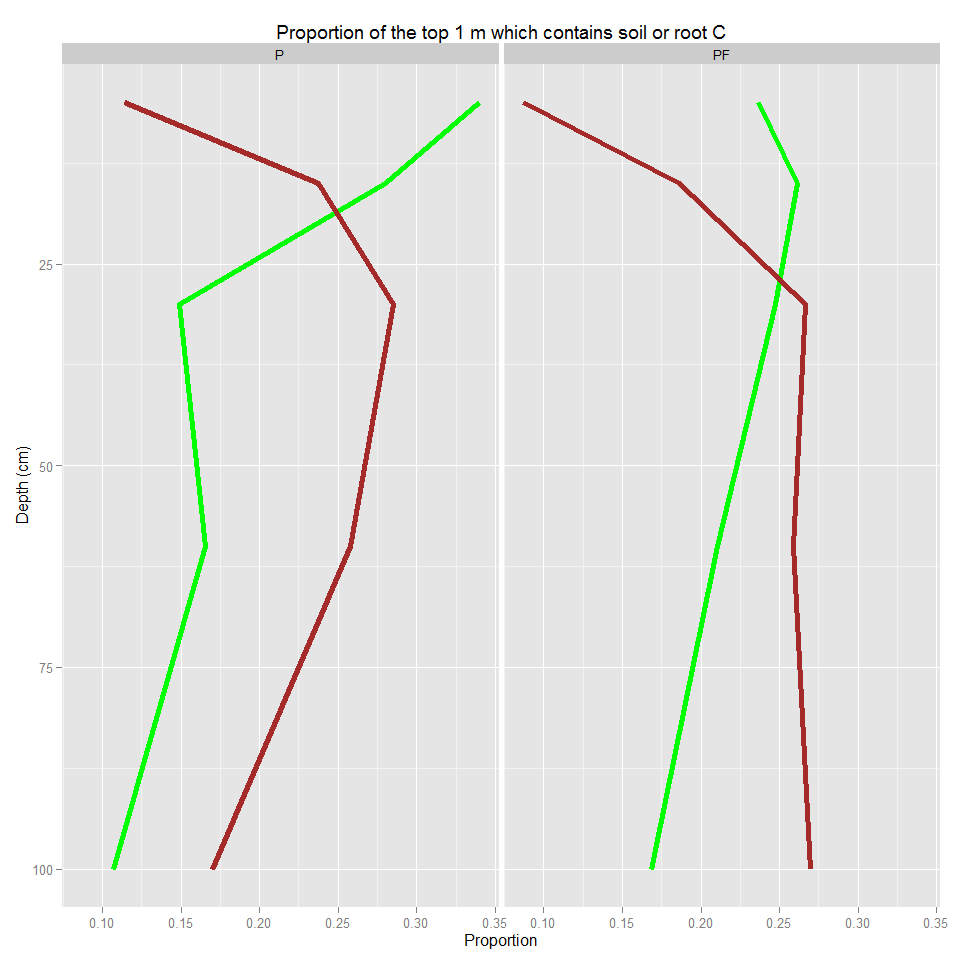 Proportion of the top 1 m which contains soil or root C
P PF
Depth (cm)
25
50
75
100
0.10 0.15 0.20 0.25 0.30 0.35 0.10 0.15 0.20 0.25 0.30 0.35
Proportion